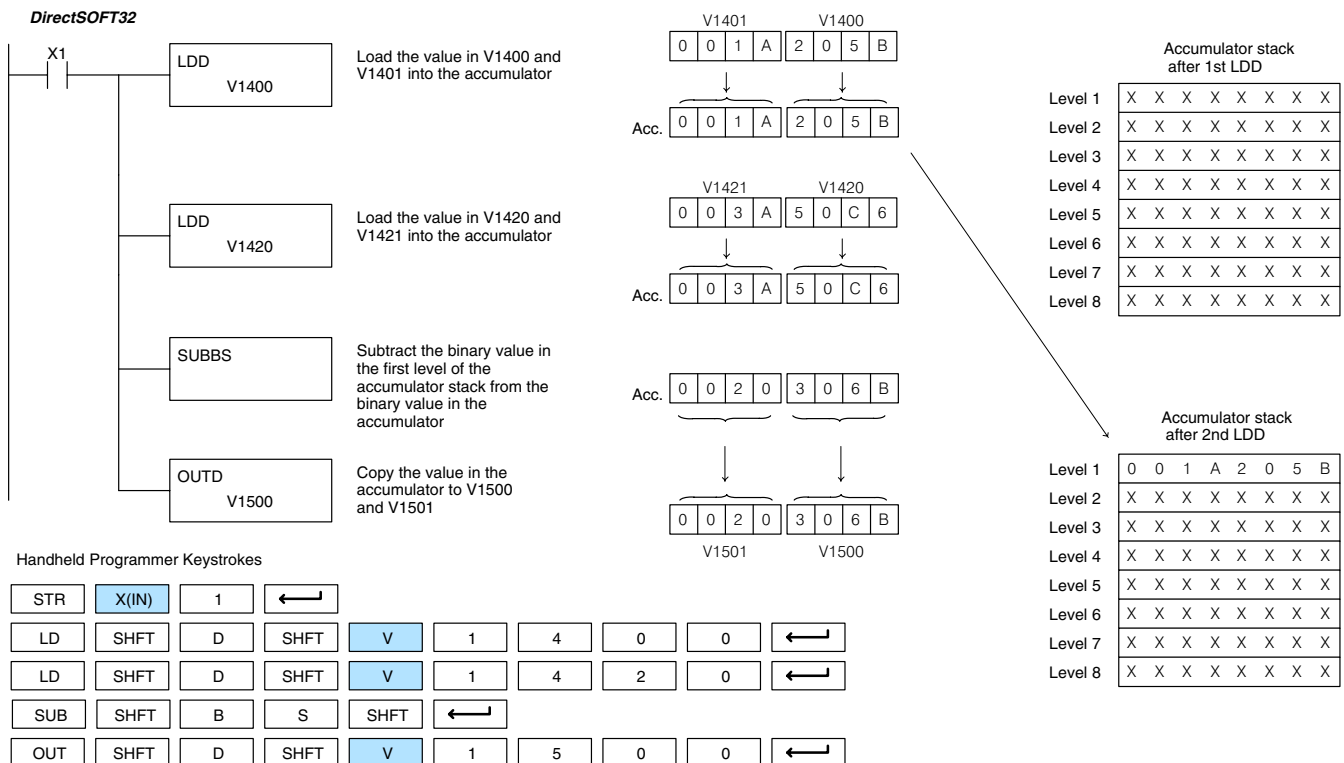 DirectSOFT32
X1
LDD
V1400
Load the value in V1400 and
V1401 into the accumulator
LDD
V1420
Load the value in V1420 and
V1421 into the accumulator
SUBBS
Subtract the binary value in
the first level of the
accumulator stack from the
binary value in the
accumulator
OUTD
V1500
Copy the value in the
accumulator to V1500
and V1501
V1401 V1400
0 0 1 A 2 0 5 B
Acc. 0 0 1 A 2 0 5 B
V1421 V1420
0 0 3 A 5 0 C 6
Acc. 0 0 3 A 5 0 C 6
Acc. 0 0 2 0 3 0 6 B
0 0 2 0 3 0 6 B
V1501 V1500
Accumulator stack
after 1st LDD
Level 1 X X X X X X X X
Level 2 X X X X X X X X
Level 3 X X X X X X X X
Level 4 X X X X X X X X
Level 5 X X X X X X X X
Level 6 X X X X X X X X
Level 7 X X X X X X X X
Level 8 X X X X X X X X
Accumulator stack
after 2nd LDD
Level 1 0 0 1 A 2 0 5 B
Level 2 X X X X X X X X
Level 3 X X X X X X X X
Level 4 X X X X X X X X
Level 5 X X X X X X X X
Level 6 X X X X X X X X
Level 7 X X X X X X X X
Level 8 X X X X X X X X
Handheld Programmer Keystrokes
STR X(IN) 1
LD SHFT D SHFT V 1 4 0 0
LD SHFT D SHFT V 1 4 2 0
SUB SHFT B S SHFT
OUT SHFT D SHFT V 1 5 0 0